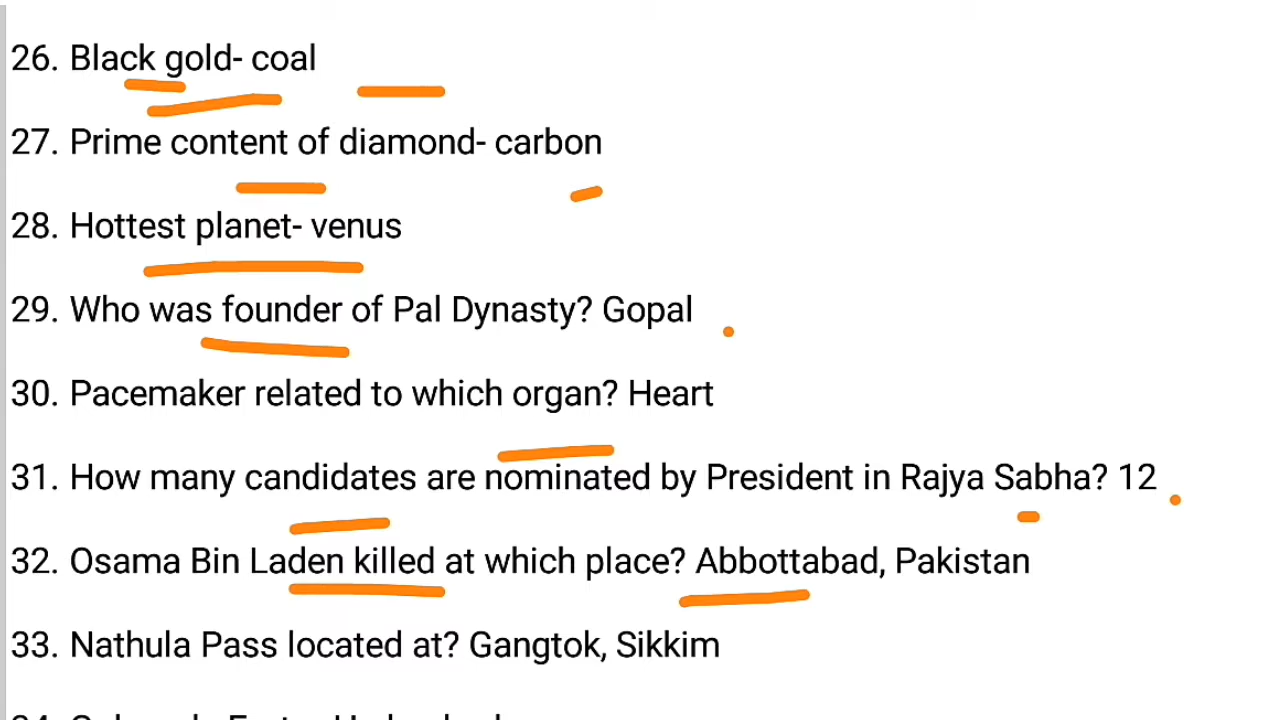 26. Black gold- coal
27. Prime content of diamond- carbon
28. Hottest planet- venus
29. Who was founder of Pal Dynasty? Gopal
30. Pacemaker related to which organ? Heart
31. How many candidates are nominated by President in Rajya Sabha? 12
32. Osama Bin Laden killed at which place? Abbottabad, Pakistan
33. Nathula Pass located at? Gangtok, Sikkim